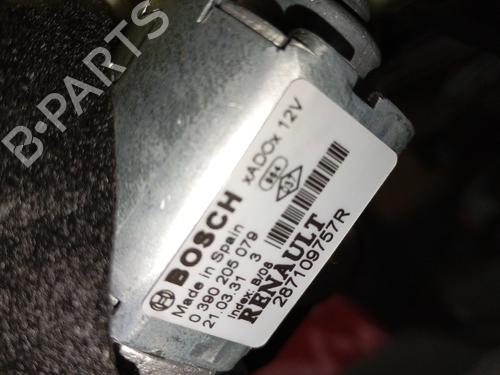 B-PARTS
BOSCH xADOx 12V
Made in Spain
0 390 205 079
21.03.31 3
Index: B/08
RENAULT
287109757R